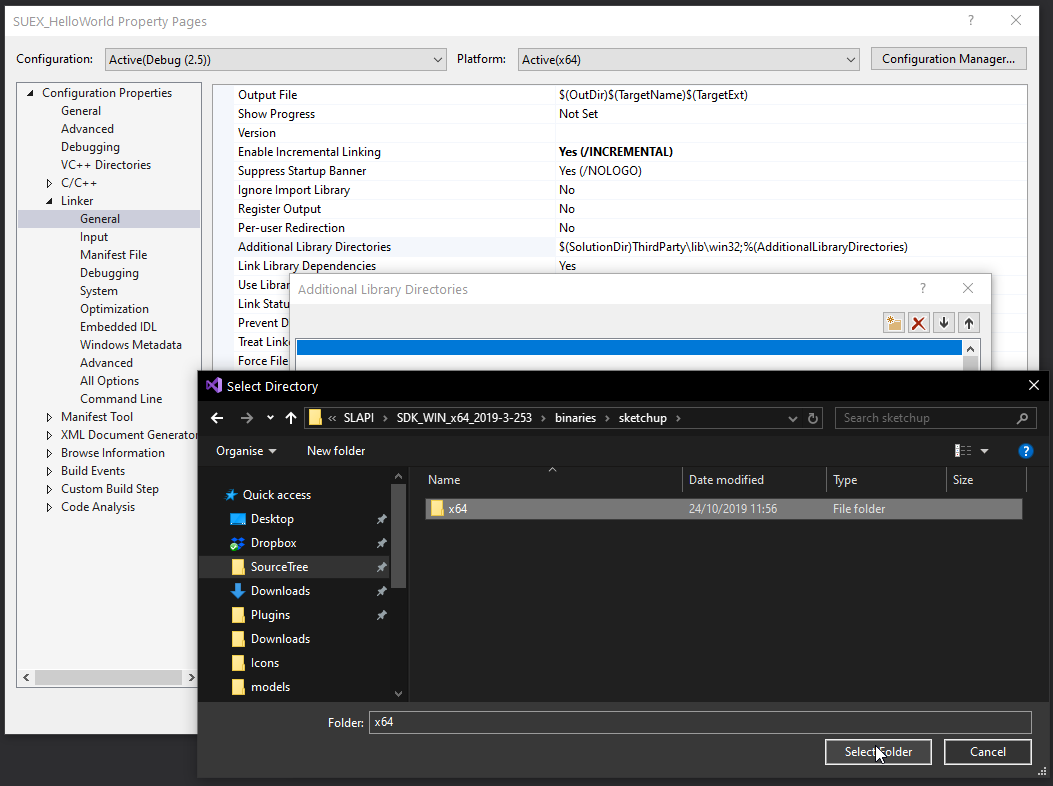 SUEX_HelloWorld Property Pages
?
Configuration: Active(Debug (2.5)) Platform: Active(x64) Configuration Manager...
Configuration Properties
General
Advanced
Debugging
VC++ Directories
C/C++
Linker
General
Input
Manifest File
Debugging
System
Optimization
Embedded IDL
Windows Metadata
Advanced
All Options
Command Line
Manifest Tool
XML Document Generator
Browse Information
Build Events
Custom Build Step
Code Analysis
Output File $(OutDir)$(TargetName)$(TargetExt)
Show Progress Not Set
Version
Enable Incremental Linking Yes (/INCREMENTAL)
Suppress Startup Banner Yes (/NOLOGO)
Ignore Import Library No
Register Output No
Per-user Redirection No
Additional Library Directories $(SolutionDir)ThirdParty\lib\win32;%(AdditionalLibraryDirectories)
Link Library Dependencies Yes
Use Librar
Link Statu
Prevent D
Treat Link
Force File
Additional Library Directories
?
Select Directory
« SLAPI › SDK_WIN_x64_2019-3-253 › binaries › sketchup ›
Search sketchup
Organise New folder
?
Quick access
Desktop
Dropbox
SourceTree
Downloads
Plugins
Downloads
Icons
models
Name Date modified Type Size
x64 24/10/2019 11:56 File folder
Folder: x64
Select Folder Cancel